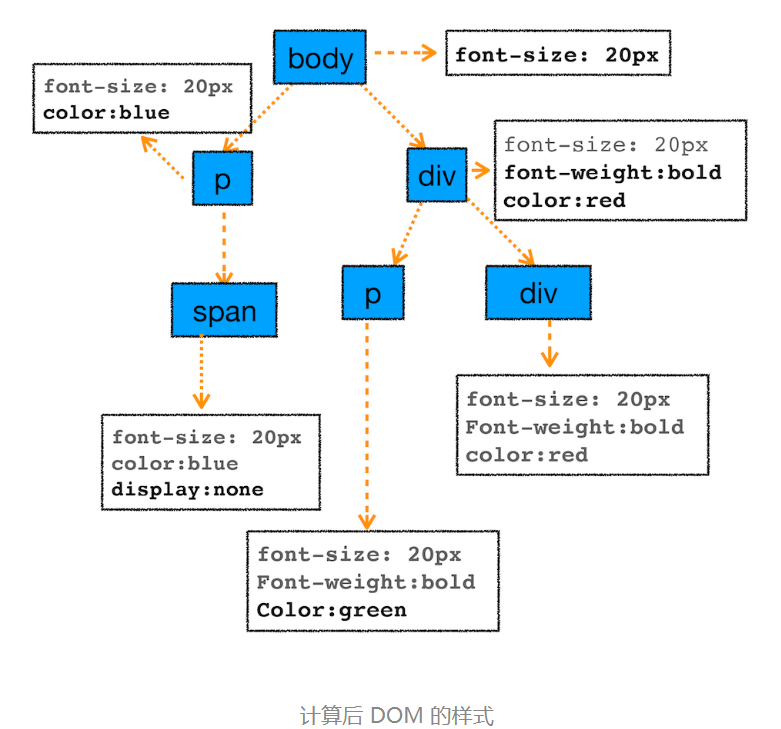 body
font-size: 20px
font-size: 20px
color:blue
p
div
font-size: 20px
font-weight:bold
color:red
span
p
div
font-size: 20px
color:blue
display:none
font-size: 20px
Font-weight:bold
color:red
font-size: 20px
Font-weight:bold
Color:green
计算后 DOM 的样式